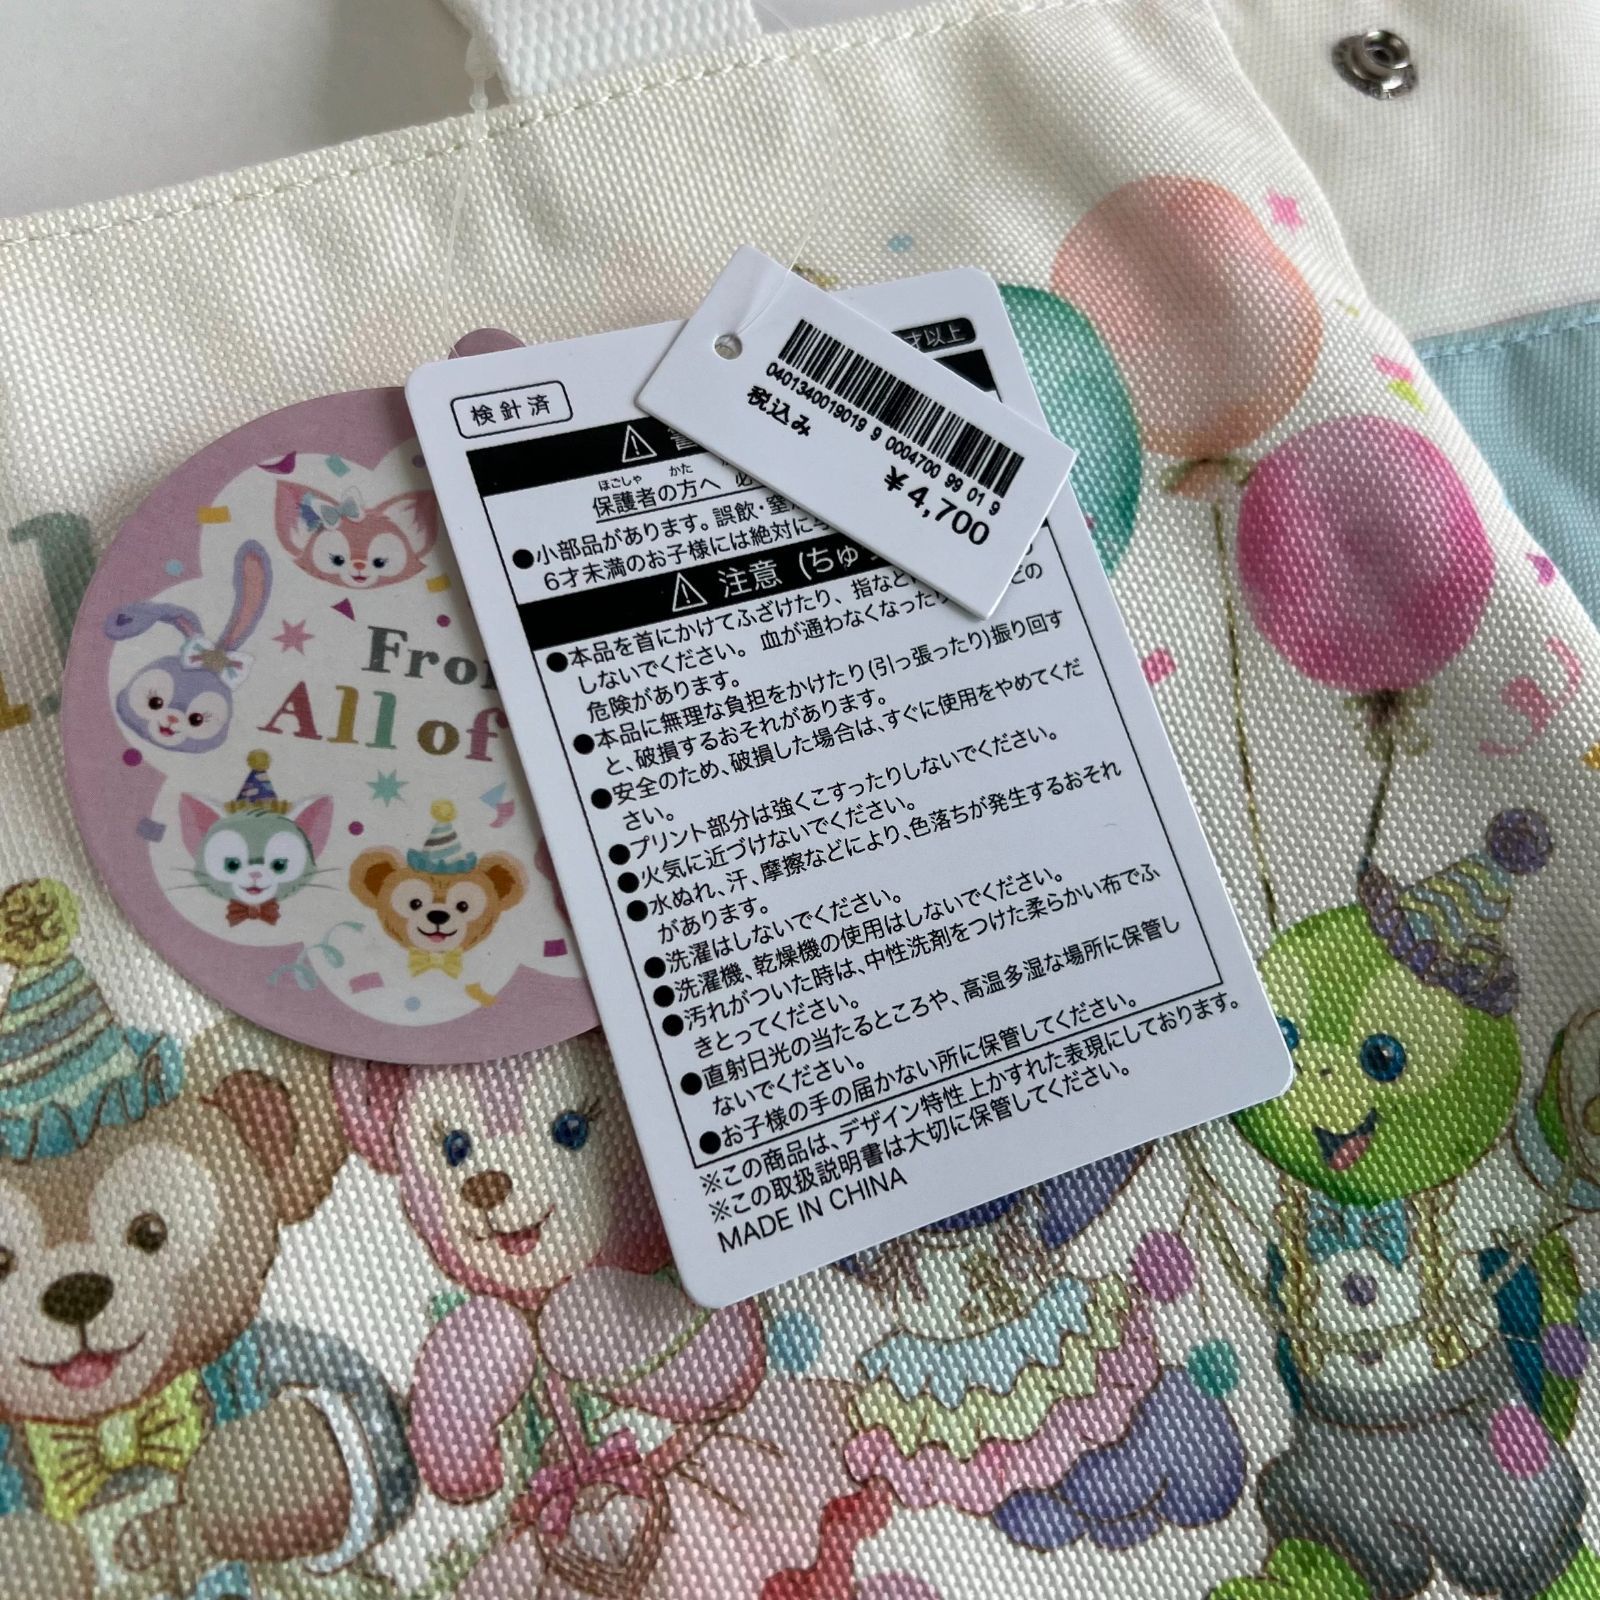 From
All of
検針済
才以上
ほごしゃ かた
保護者の方へ
●小部品があります。誤飲・窒
6才未満のお子様には絶対に
注意 (ちゅ
●本品を首にかけてふざけたり、指など
しないでください。血が通わなくなったり
危険があります。
●本品に無理な負担をかけたり(引っ張ったり)振り回す
と、破損するおそれがあります。
●安全のため、破損した場合は、すぐに使用をやめてくだ
さい。
●プリント部分は強くこすったりしないでください。
●火気に近づけないでください。
●水ぬれ、汗、摩擦などにより、色落ちが発生するおそれ
があります。
●洗濯はしないでください。
●洗濯機、乾燥機の使用はしないでください。
●汚れがついた時は、中性洗剤をつけた柔らかい布でふ
きとってください。
●直射日光の当たるところや、高温多湿な場所に保管し
ないでください。
●お子様の手の届かない所に保管してください。
※この商品は、デザイン特性上かすれた表現にしております。
※この取扱説明書は大切に保管してください。
MADE IN CHINA
0401340019019 9 0004700 99 01 9
税込み
¥4,700